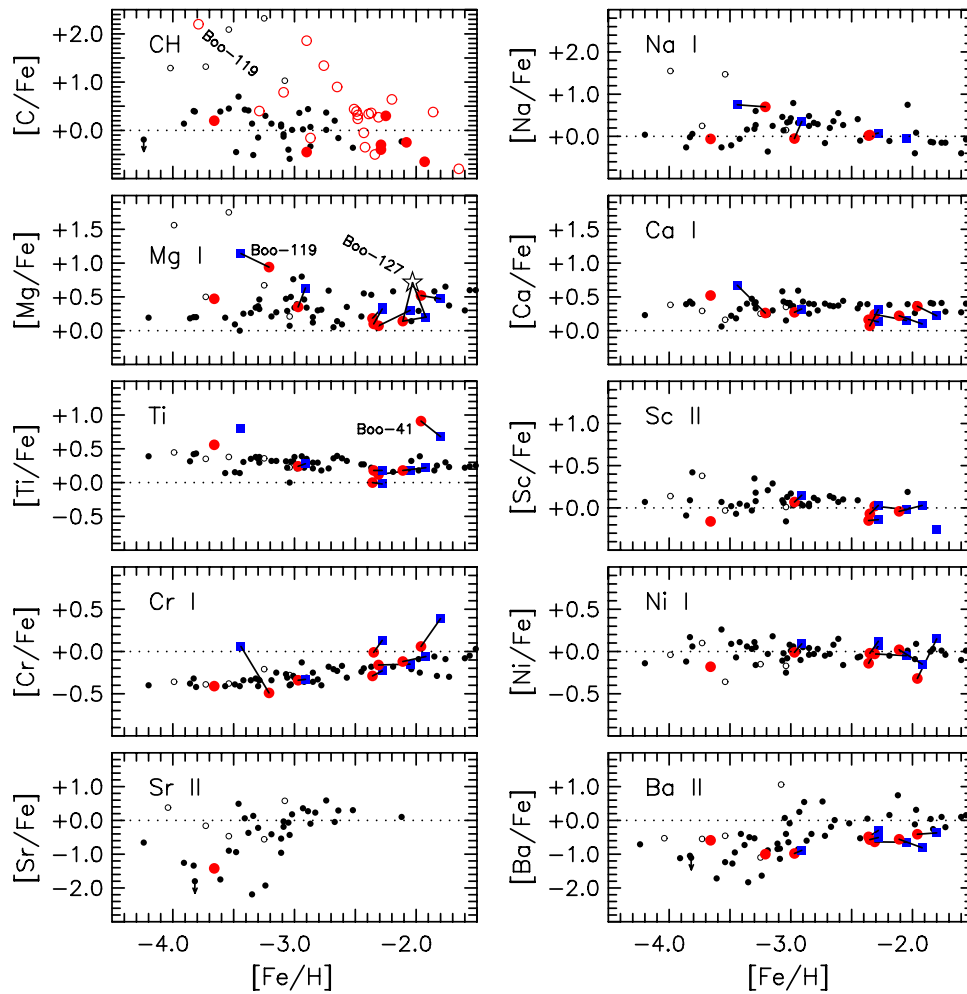 CH
Boo-119
[C/Fe]
+2.0
+1.0
+0.0
Na I
[Na/Fe]
+2.0
+1.0
+0.0
Mg I
Boo-119
Boo-127
[Mg/Fe]
+1.5
+1.0
+0.5
+0.0
Ca I
[Ca/Fe]
+1.5
+1.0
+0.5
+0.0
Ti
Boo-41
[Ti/Fe]
+1.0
+0.5
+0.0
−0.5
Sc II
[Sc/Fe]
+1.0
+0.5
+0.0
Cr I
[Cr/Fe]
+0.5
+0.0
−0.5
Ni I
[Ni/Fe]
+0.5
+0.0
−0.5
Sr II
[Sr/Fe]
+1.0
+0.0
−1.0
−2.0
Ba II
[Ba/Fe]
+1.0
+0.0
−1.0
−2.0
−4.0 −3.0 −2.0
[Fe/H]
−4.0 −3.0 −2.0
[Fe/H]